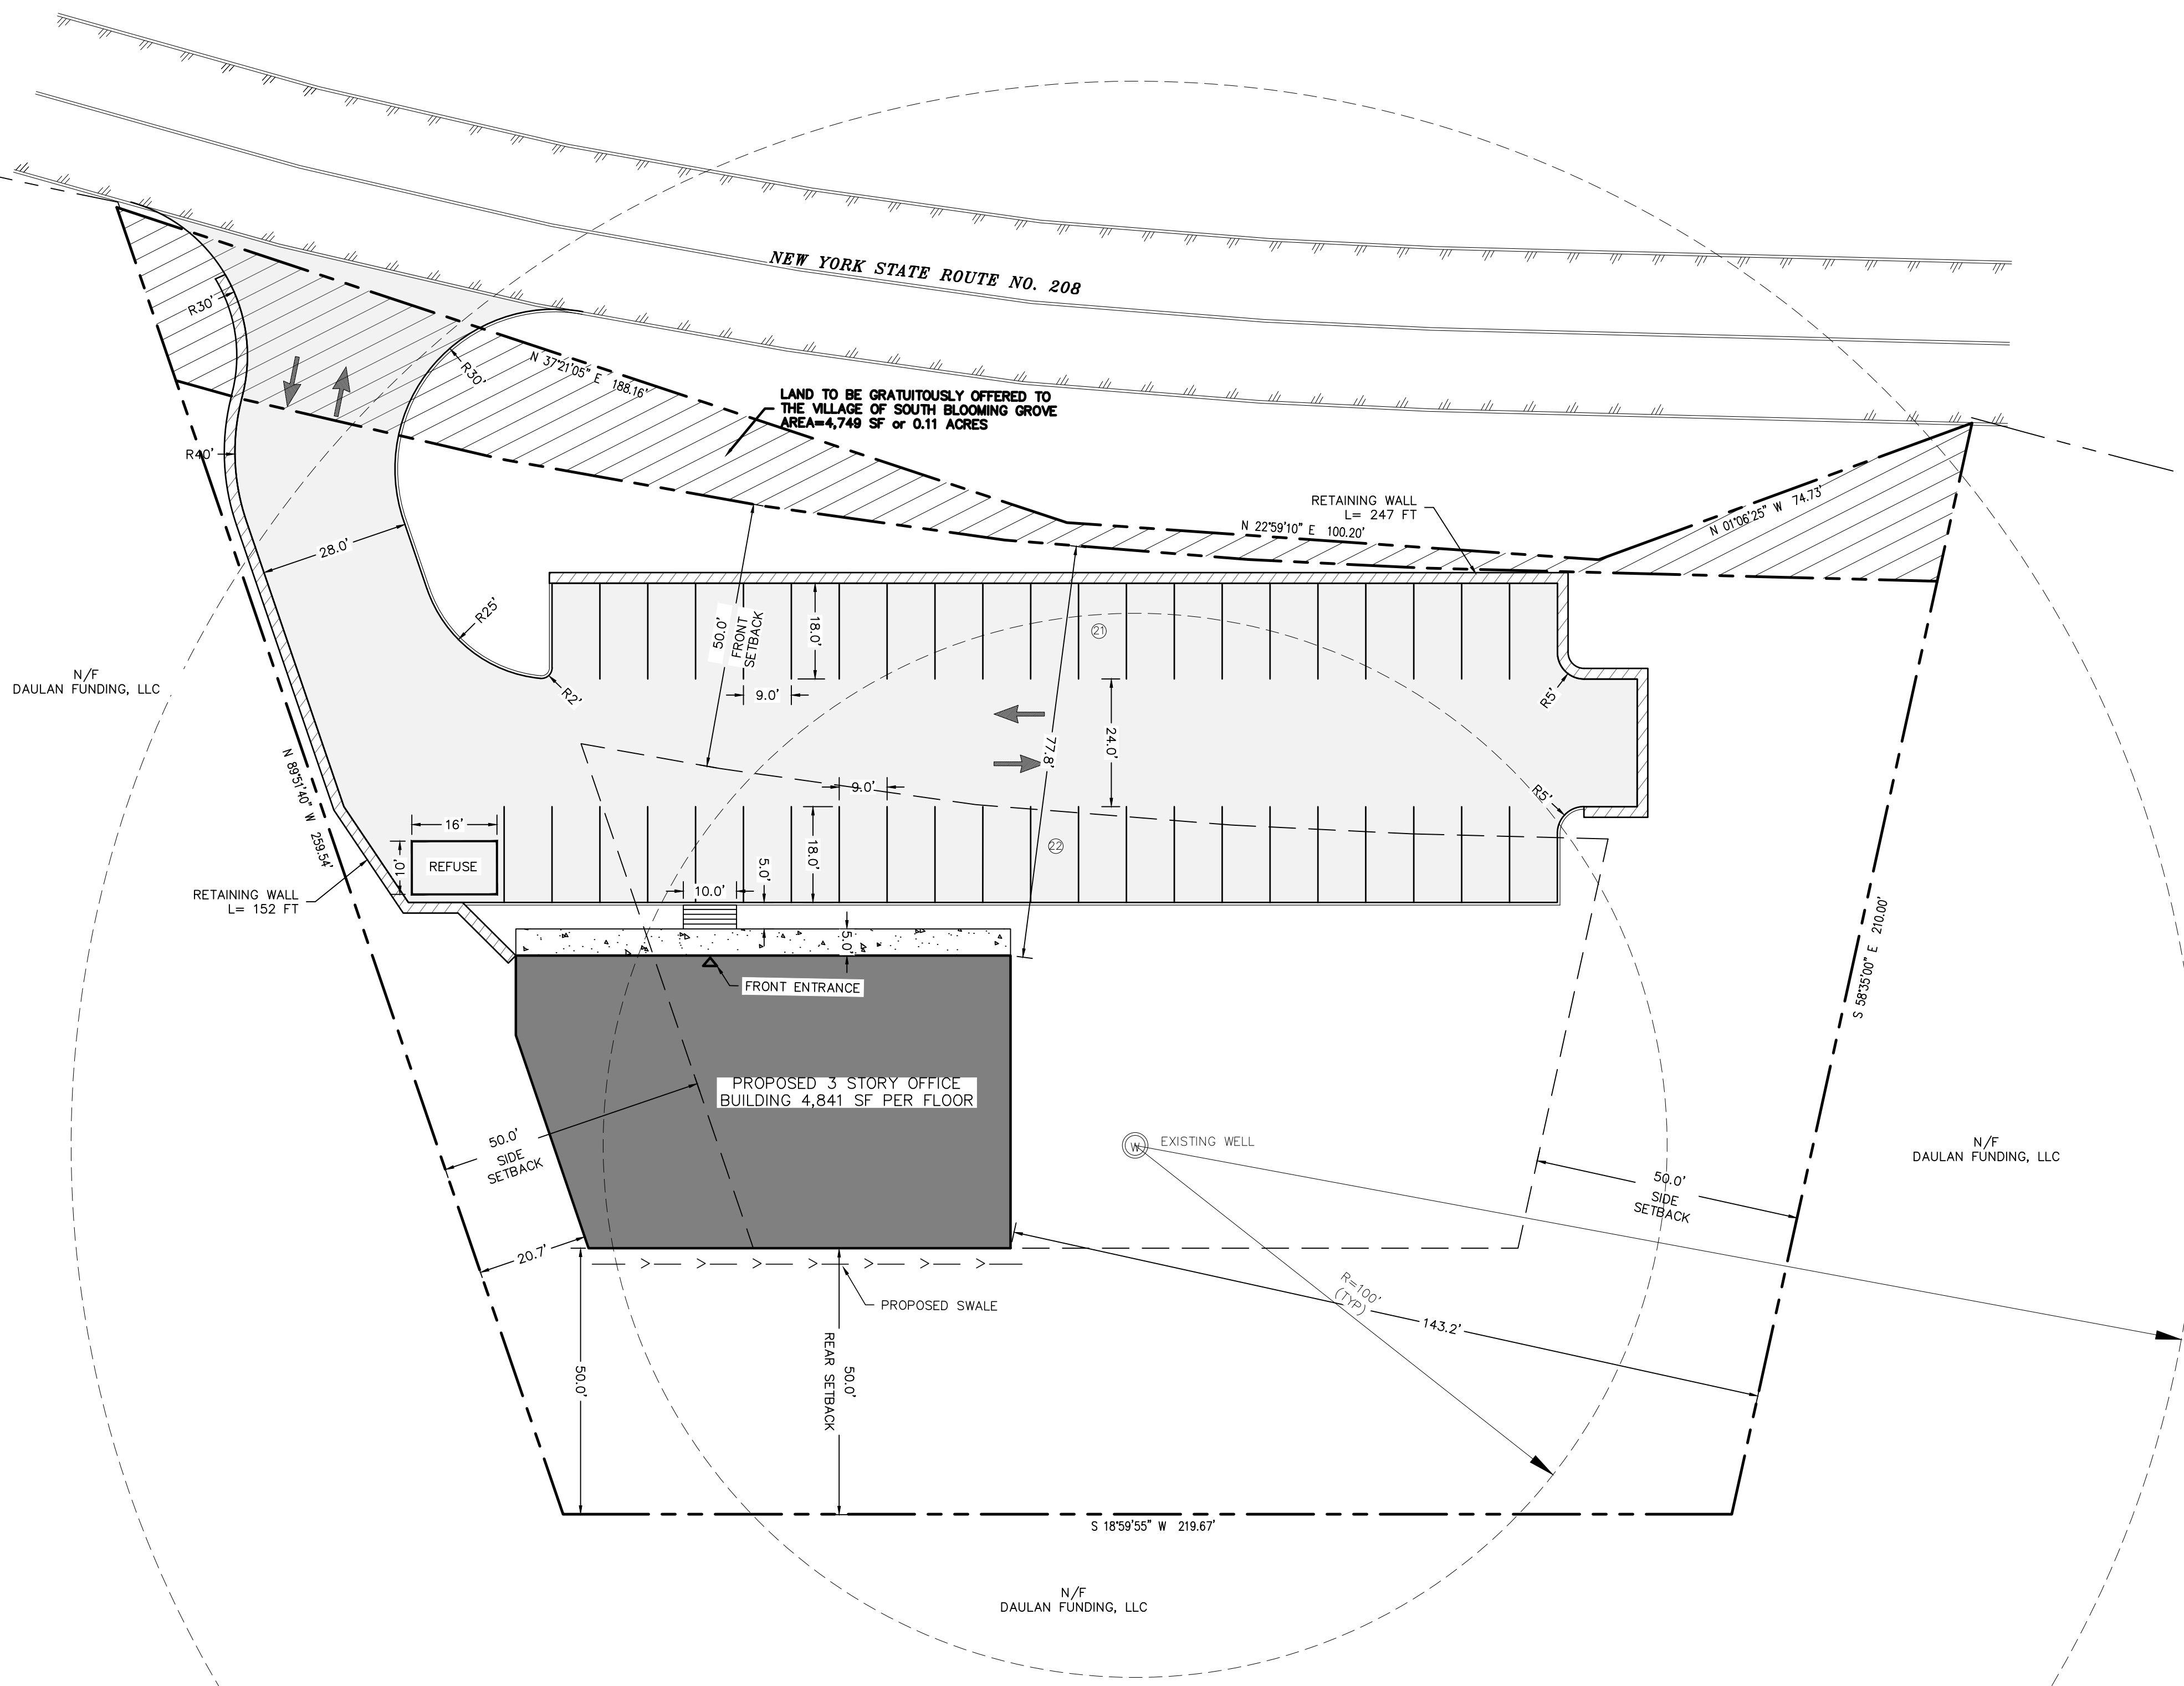 NEW YORK STATE ROUTE NO. 208
R30'
R30'
N 37°21'05" E 188.16'
LAND TO BE GRATUITOUSLY OFFERED TO
THE VILLAGE OF SOUTH BLOOMING GROVE
AREA=4,749 SF or 0.11 ACRES
R40'
RETAINING WALL
L= 247 FT
N 22°59'10" E 100.20'
N 01°06'25" W 74.73'
28.0'
R25'
R2'
50.0'
FRONT
SETBACK
18.0'
9.0'
21
R5'
24.0'
77.8'
N/F
DAULAN FUNDING, LLC
N 89°51'40" W 259.54'
9.0'
R5'
16'
10'
REFUSE
18.0'
5.0'
22
10.0'
5.0'
RETAINING WALL
L= 152 FT
FRONT ENTRANCE
S 58°35'00" E 210.00'
PROPOSED 3 STORY OFFICE
BUILDING 4,841 SF PER FLOOR
50.0'
SIDE
SETBACK
W
EXISTING WELL
N/F
DAULAN FUNDING, LLC
50.0'
SIDE
SETBACK
20.7'
PROPOSED SWALE
R=100'
(TYP)
143.2'
50.0'
50.0'
REAR SETBACK
S 18°59'55" W 219.67'
N/F
DAULAN FUNDING, LLC